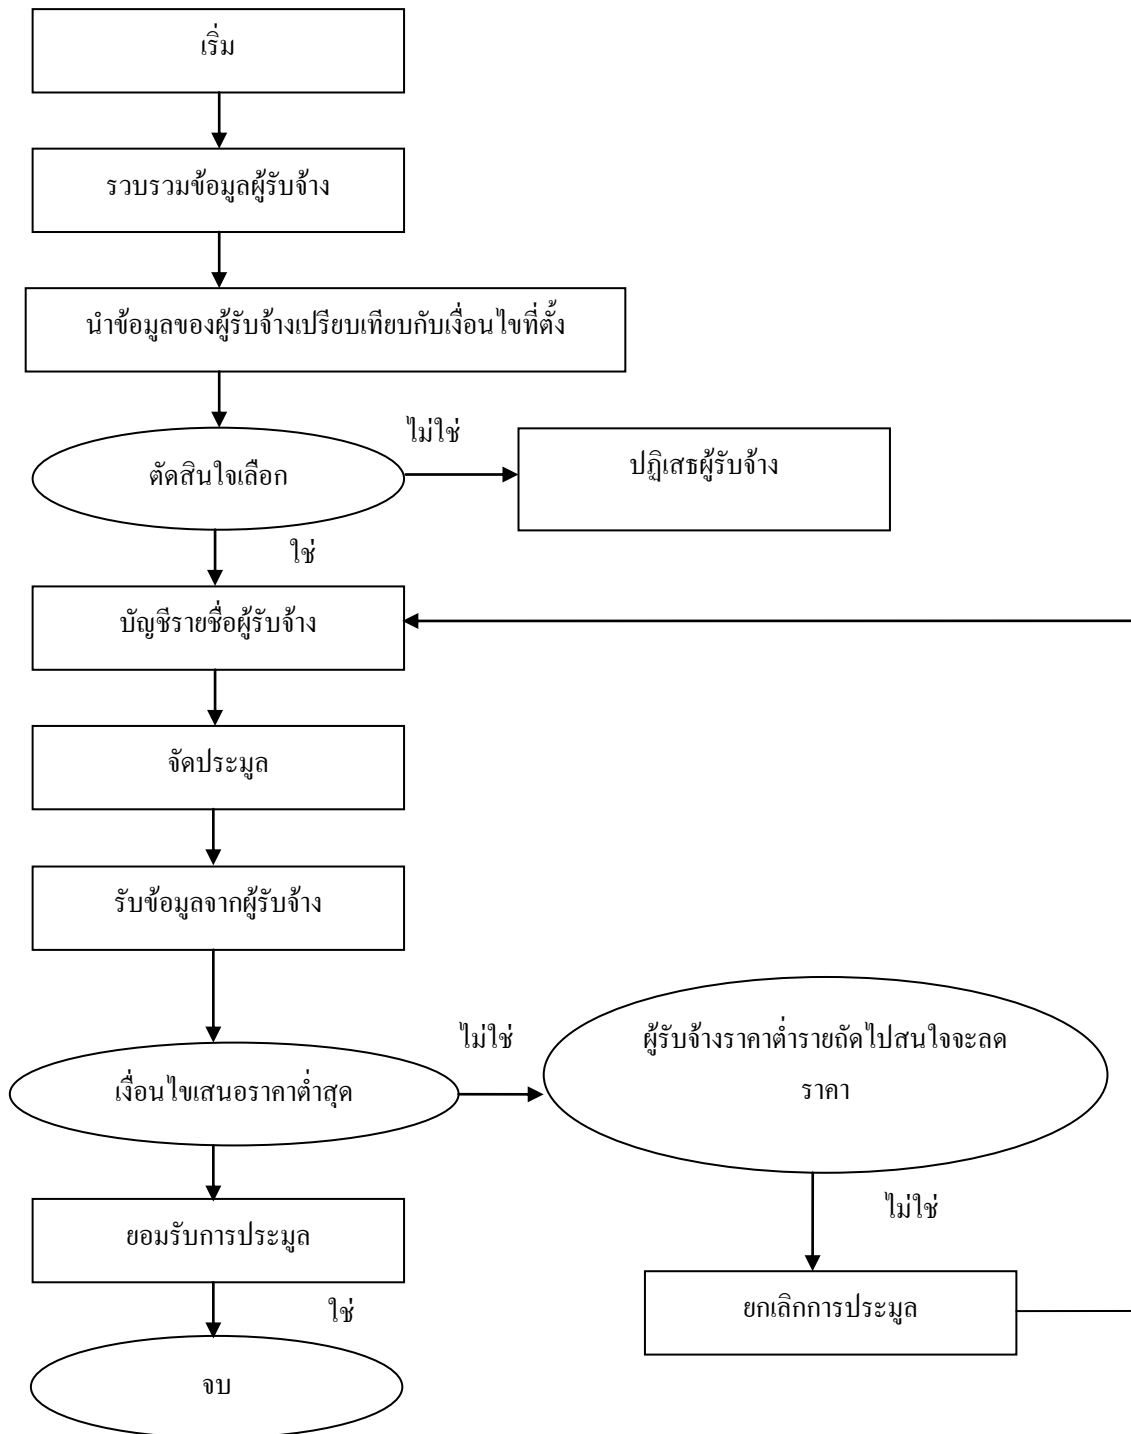 เริ่ม
รวบรวมข้อมูลผู้รับจ้าง
นำข้อมูลของผู้รับจ้างเปรียบเทียบกับเงื่อนไขที่ตั้ง
ไม่ใช่
ตัดสินใจเลือก
ปฏิเสธผู้รับจ้าง
ใช่
บัญชีรายชื่อผู้รับจ้าง
จัดประมูล
รับข้อมูลจากผู้รับจ้าง
ไม่ใช่
ผู้รับจ้างราคาต่ำรายถัดไปสนใจจะลด
ราคา
เงื่อนไขเสนอราคาต่ำสุด
ไม่ใช่
ยอมรับการประมูล
ใช่
ยกเลิกการประมูล
จบ